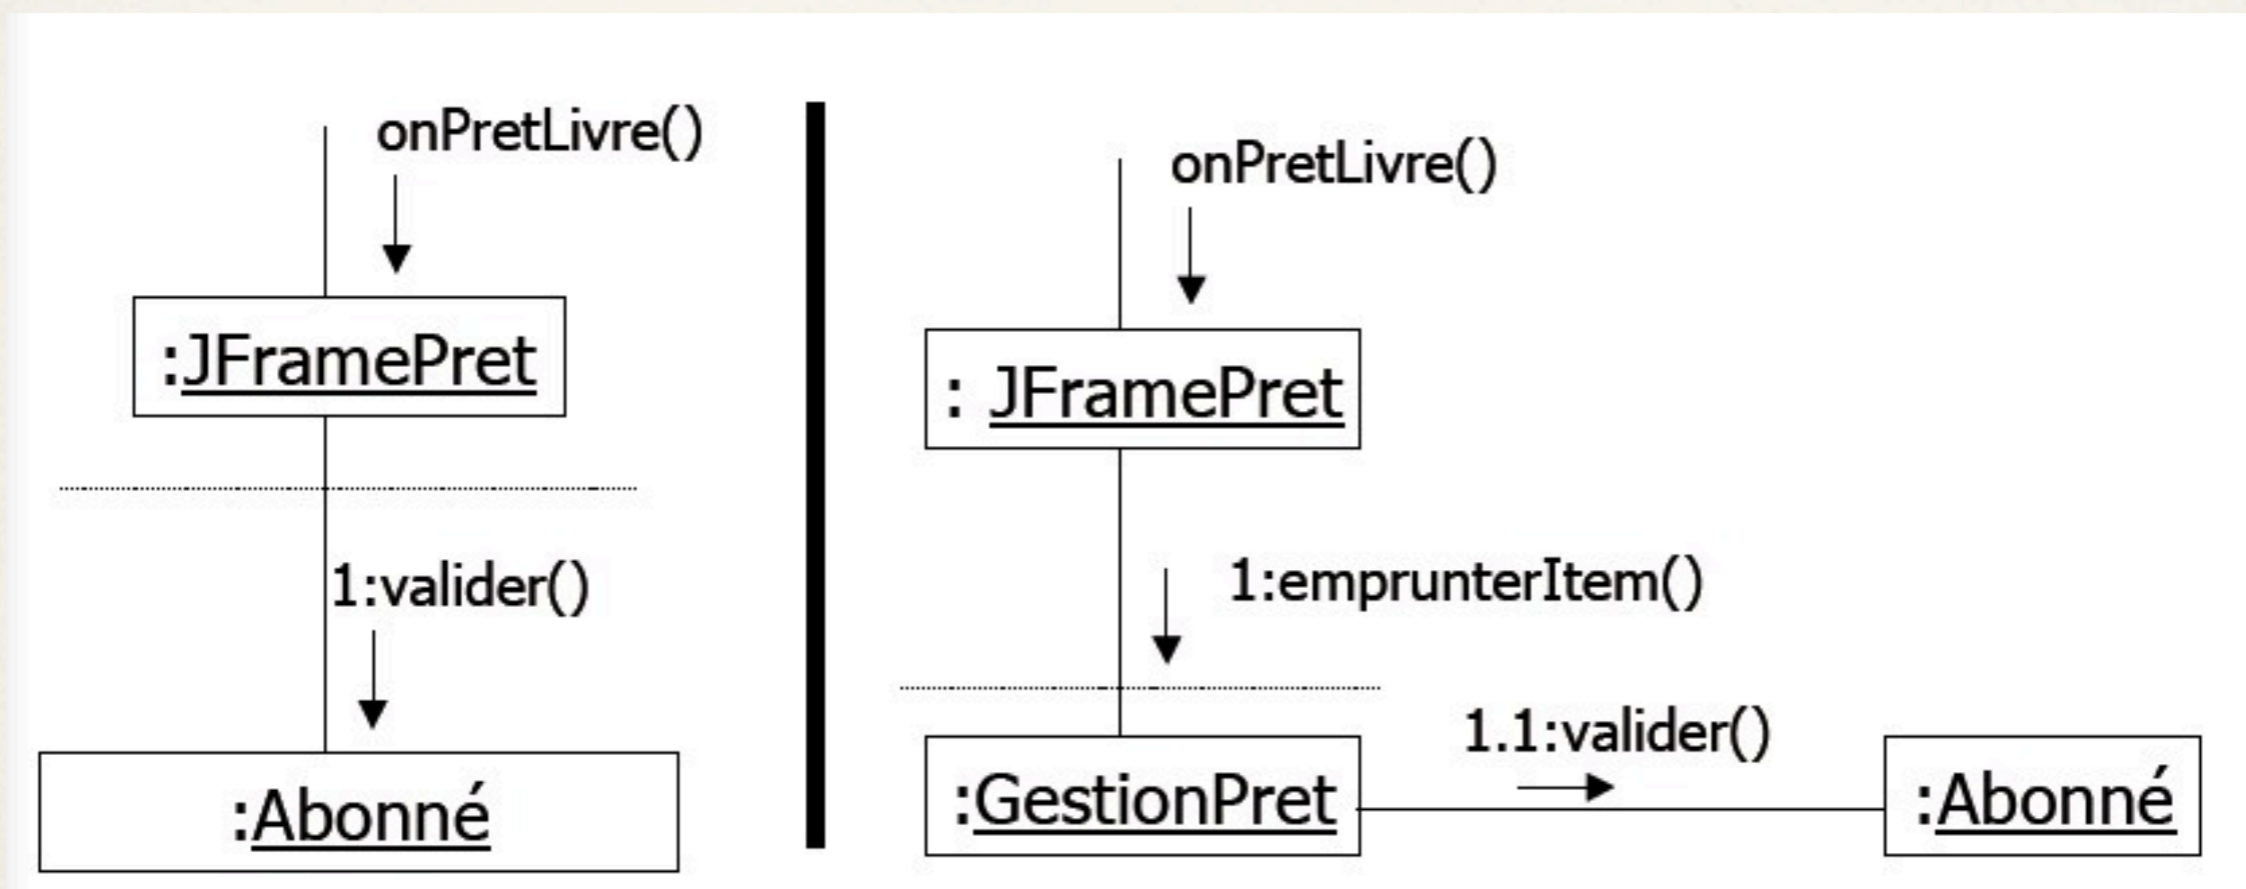 onPretLivre()
:JFramePret
1:valider()
:Abonné
onPretLivre()
: JFramePret
1:emprunterItem()
:GestionPret
1.1:valider()
:Abonné